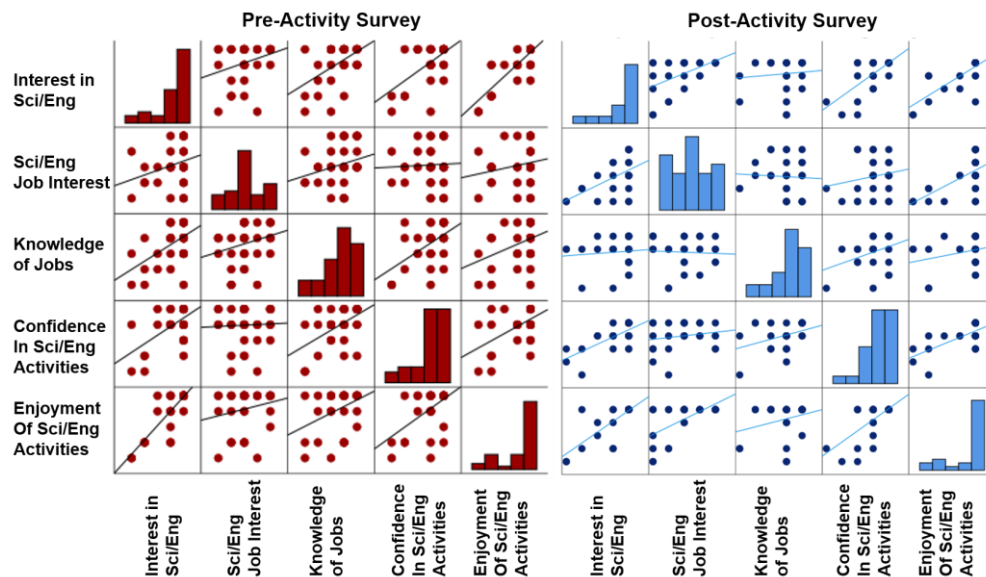 Pre-Activity Survey
Post-Activity Survey
Interest in
Sci/Eng
Sci/Eng
Job Interest
Knowledge
of Jobs
Confidence
In Sci/Eng
Activities
Enjoyment
Of Sci/Eng
Activities
Interest in
Sci/Eng
Sci/Eng
Job Interest
Knowledge
of Jobs
Confidence
In Sci/Eng
Activities
Enjoyment
Of Sci/Eng
Activities
Interest in
Sci/Eng
Sci/Eng
Job Interest
Knowledge
of Jobs
Confidence
In Sci/Eng
Activities
Enjoyment
Of Sci/Eng
Activities